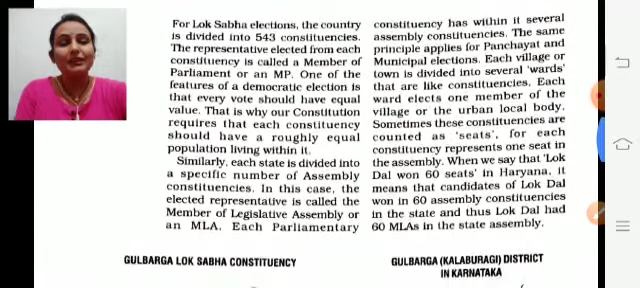 For Lok Sabha elections, the country
is divided into 543 constituencies.
The representative elected from each
constituency is called a Member of
Parliament or an MP. One of the
features of a democratic election is
that every vote should have equal
value. That is why our Constitution
requires that each constituency
should have a roughly equal
population living within it.
Similarly, each state is divided into
a specific number of Assembly
constituencies. In this case, the
elected representative is called the
Member of Legislative Assembly or
an MLA. Each Parliamentary
constituency has within it several
assembly constituencies. The same
principle applies for Panchayat and
Municipal elections. Each village or
town is divided into several 'wards'
that are like constituencies. Each
ward elects one member of the
village or the urban local body.
Sometimes these constituencies are
counted as 'seats', for each
constituency represents one seat in
the assembly. When we say that 'Lok
Dal won 60 seats' in Haryana, it
means that candidates of Lok Dal
won in 60 assembly constituencies
in the state and thus Lok Dal had
60 MLAs in the state assembly.
GULBARGA LOK SABHA CONSTITUENCY
GULBARGA (KALABURAGI) DISTRICT
IN KARNATAKA